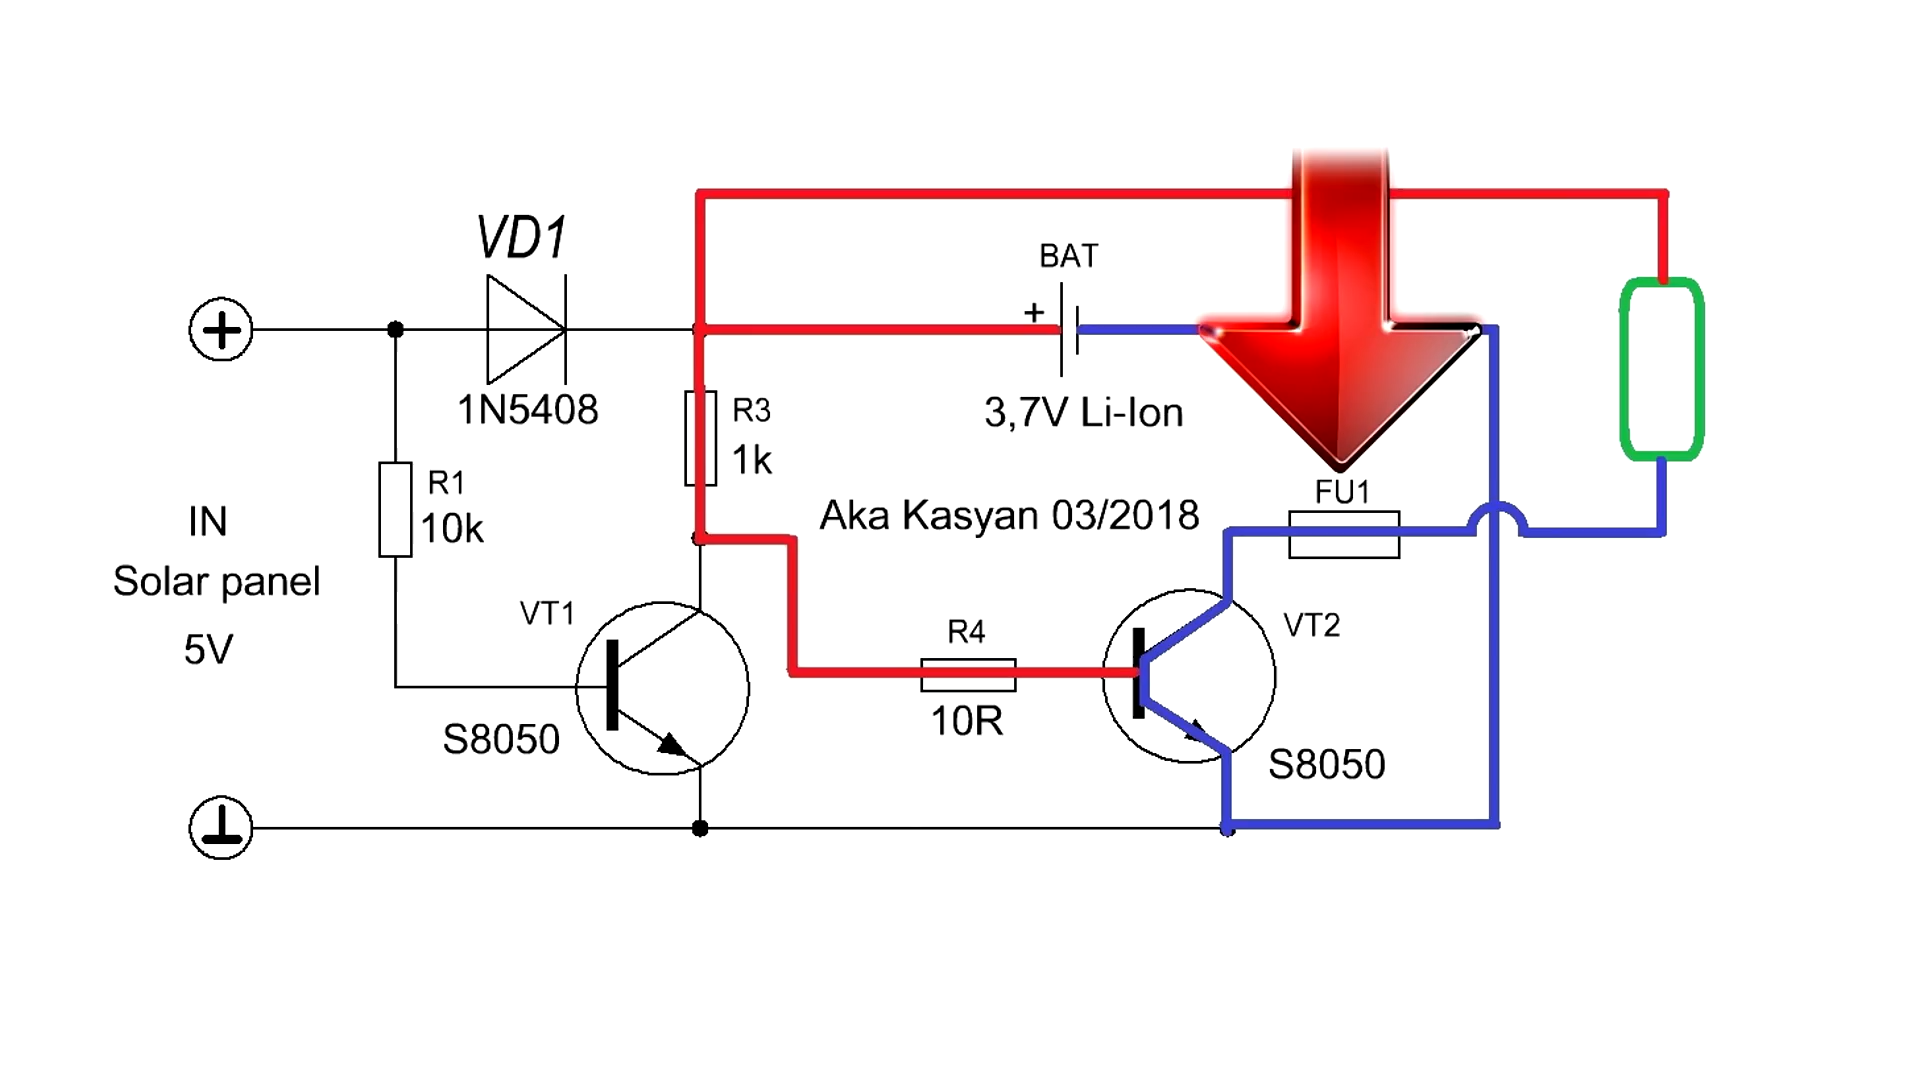 VD1
1N5408
BAT
+
3,7V Li-Ion
R3
1k
R1
10k
IN
Solar panel
5V
Aka Kasyan 03/2018
FU1
VT1
S8050
R4
10R
VT2
S8050